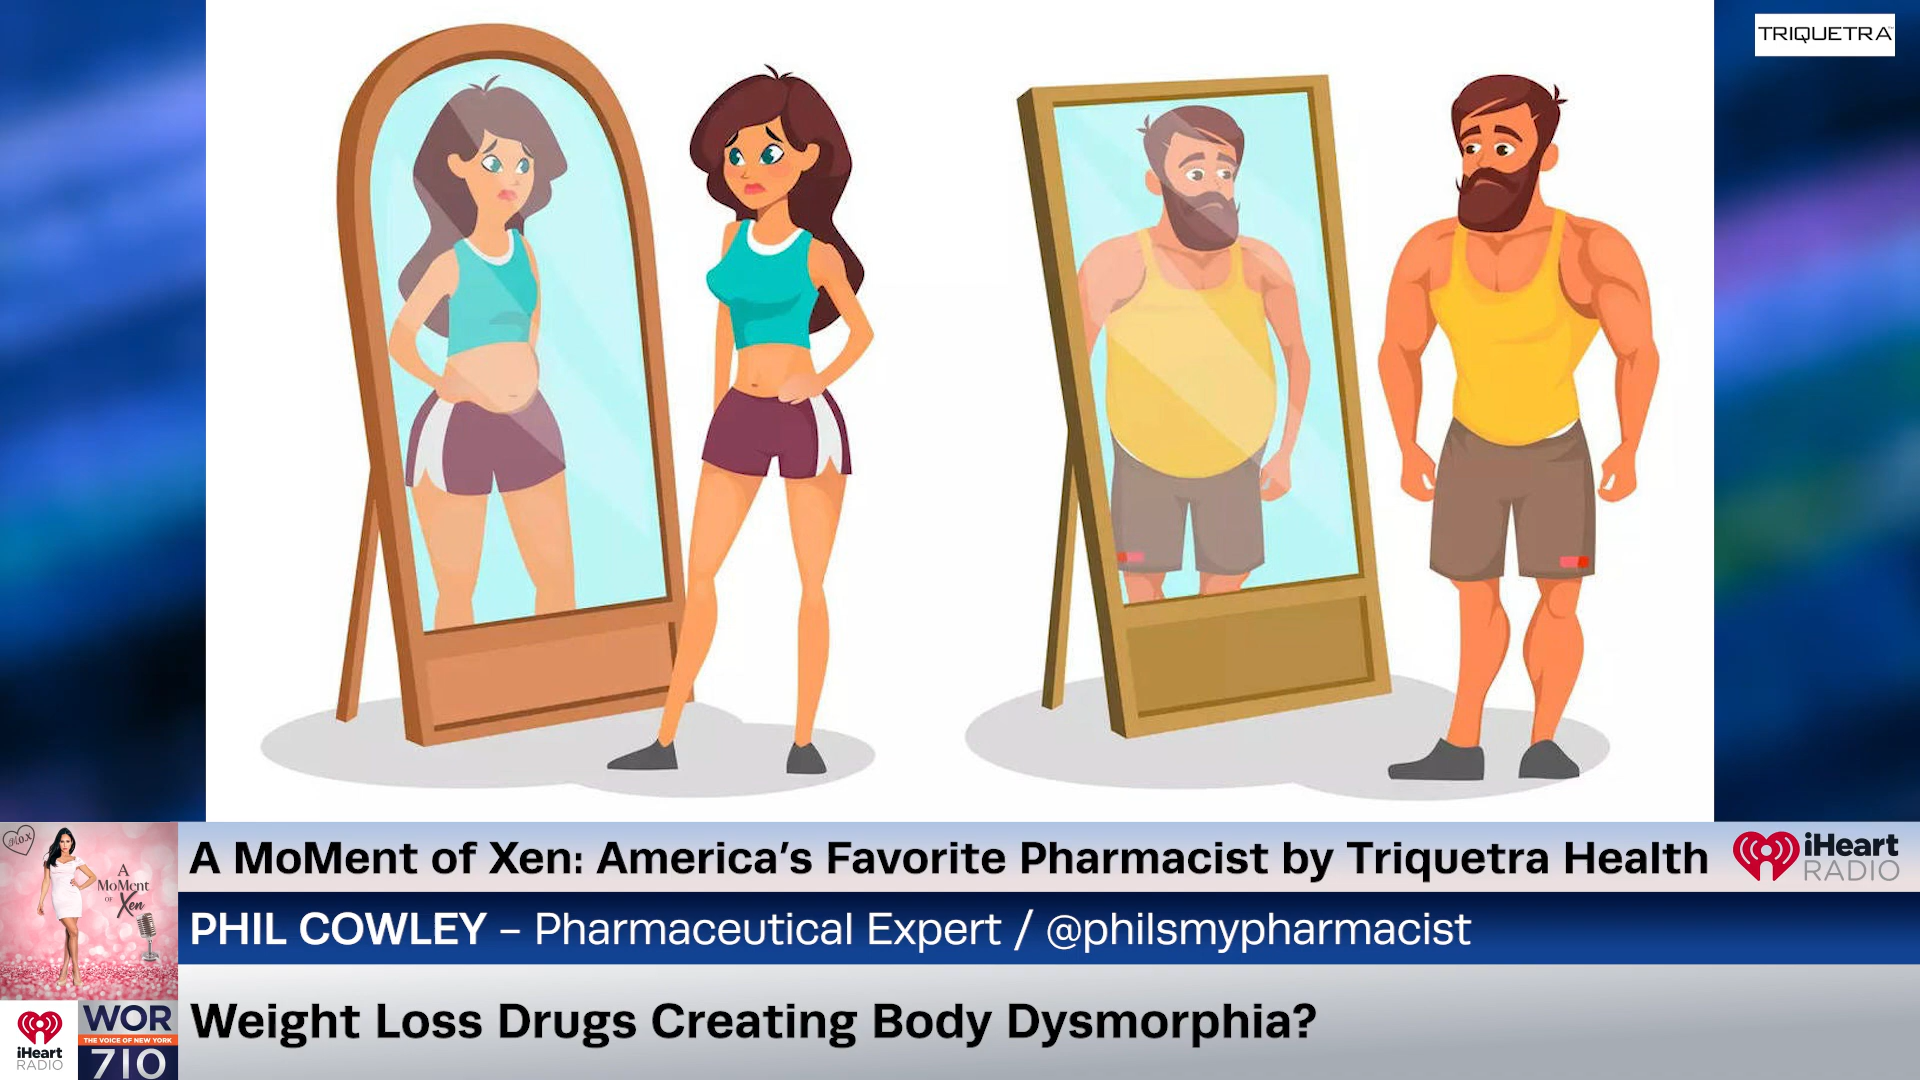 TRIQUETRA
A MoMent of Xen: America's Favorite Pharmacist by Triquetra Health
iHeart
RADIO
PHIL COWLEY – Pharmaceutical Expert / @philsmypharmacist
Weight Loss Drugs Creating Body Dysmorphia?
M.O.X
A
MoMent
OF Xen
iHeart
RADIO
WOR
THE VOICE OF NEW YORK
710